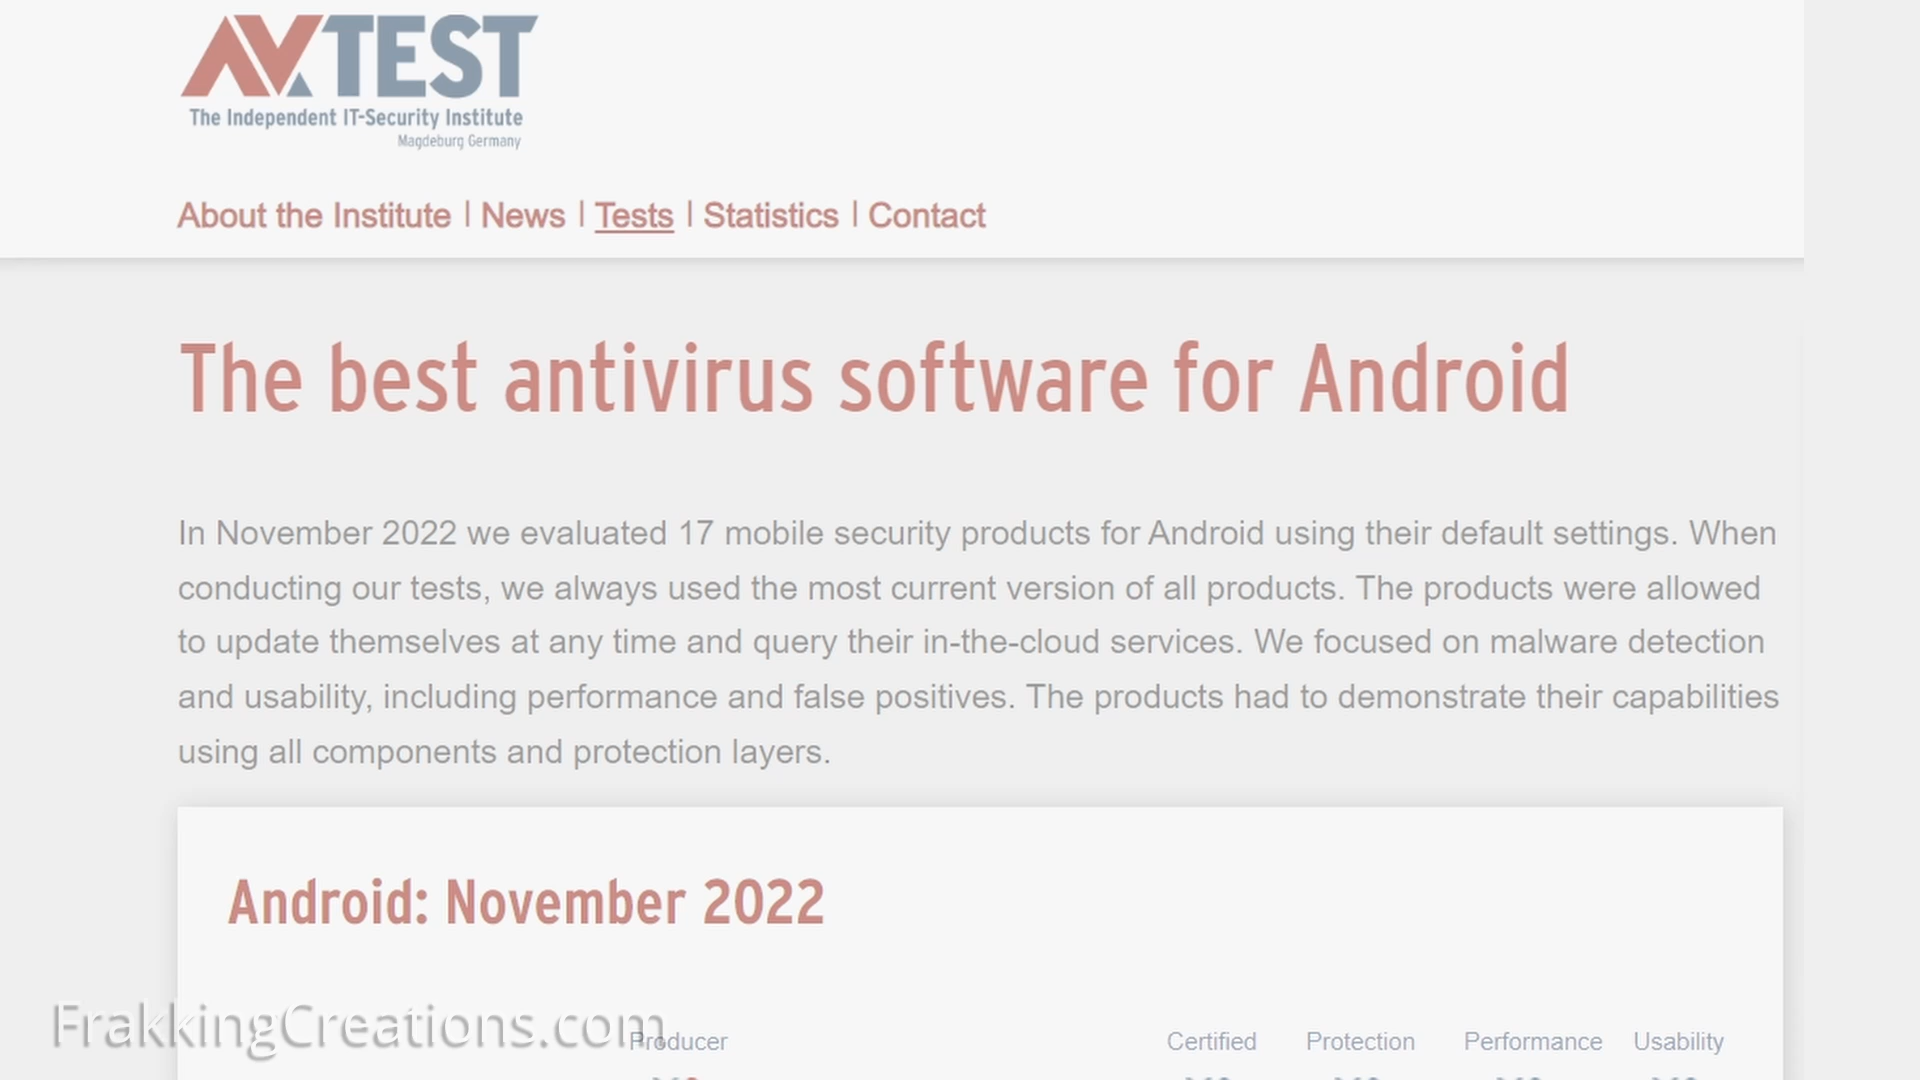 AVTEST
The Independent IT-Security Institute
Magdeburg Germany
About the Institute | News | Tests | Statistics | Contact
The best antivirus software for Android
In November 2022 we evaluated 17 mobile security products for Android using their default settings. When
conducting our tests, we always used the most current version of all products. The products were allowed
to update themselves at any time and query their in-the-cloud services. We focused on malware detection
and usability, including performance and false positives. The products had to demonstrate their capabilities
using all components and protection layers.
Android: November 2022
FrakkingCreations.com
Producer Certified Protection Performance Usability